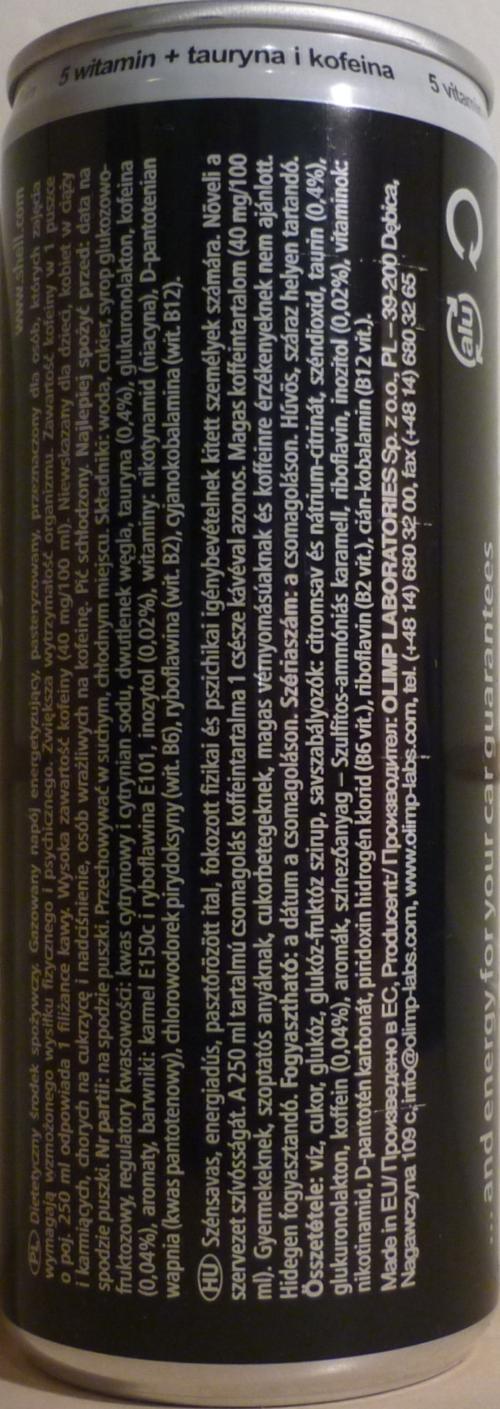 5 witamin + tauryna i kofeina
5 vitamin
www.shell.com
PL Dietetyczny środek spożywczy. Gazowany napój energetyzujący, pasteryzowany, przeznaczony dla osób, których zajęcia
wymagają wzmożonego wysiłku fizycznego i psychicznego. Zwiększa wytrzymałość organizmu. Zawartość kofeiny w 1 puszce
o poj. 250 ml odpowiada 1 filiżance kawy. Wysoka zawartość kofeiny (40 mg/100 ml). Niewskazany dla dzieci, kobiet w ciąży
i karmiących, chorych na cukrzycę i nadciśnienie, osób wrażliwych na kofeinę. Pić schłodzony. Najlepiej spożyć przed: data na
spodzie puszki. Nr partii: na spodzie puszki. Przechowywać w suchym, chłodnym miejscu. Składniki: woda, cukier, syrop glukozowo-
fruktozowy, regulatory kwasowości: kwas cytrynowy i cytrynian sodu, dwutlenek węgla, tauryna (0,4%), glukuronolakton, kofeina
(0,04%), aromaty, barwniki: karmel E150c i ryboflawina E101, inozytol (0,02%), witaminy: nikotynamid (niacyna), D-pantotenian
wapnia (kwas pantotenowy), chlorowodorek pirydoksyny (wit. B6), ryboflawina (wit. B2), cyjanokobalamina (wit. B12).
HU Szénsavas, energiadús, pasztörözött ital, fokozott fizikai és pszichikai igénybevételnek kitett személyek számára. Növeli a
szervezet szívósságát. A 250 ml tartalmú csomagolás koffeintartalma 1 csésze kávéval azonos. Magas koffeintartalom (40 mg/100
ml). Gyermekeknek, szoptatós anyáknak, cukorbetegeknek, magas vérnyomásúaknak és koffeinre érzékenyeknek nem ajánlott.
Hidegen fogyasztandó. Fogyasztható: a dátum a csomagoláson. Szériaszám: a csomagoláson. Hűvös, száraz helyen tartandó.
Összetétele: víz, cukor, glukóz, glukóz-fruktóz szirup, savszabályozók: citromsav és nátrium-citrinát, széndioxid, taurin (0,4%),
glukuronolakton, koffein (0,04%), aromák, színezőanyag – Szulfitos-ammóniás karamell, riboflavin, inozitol (0,02%), vitaminok:
nikotinamid, D-pantotén karbonát, piridoxin hidrogén klorid (B6 vit.), riboflavin (B2 vit.), cián-kobalamin (B12 vit.).
Made in EU/ Произведено в ЕС, Producent:/ Производител: OLIMP LABORATORIES Sp. z o.o., PL – 39-200 Dębica,
Nagawczyna 109 c, info@olimp-labs.com, www.olimp-labs.com, tel. (+48 14) 680 32 00, fax (+48 14) 680 32 65
alu
... and energy for your car guarantees